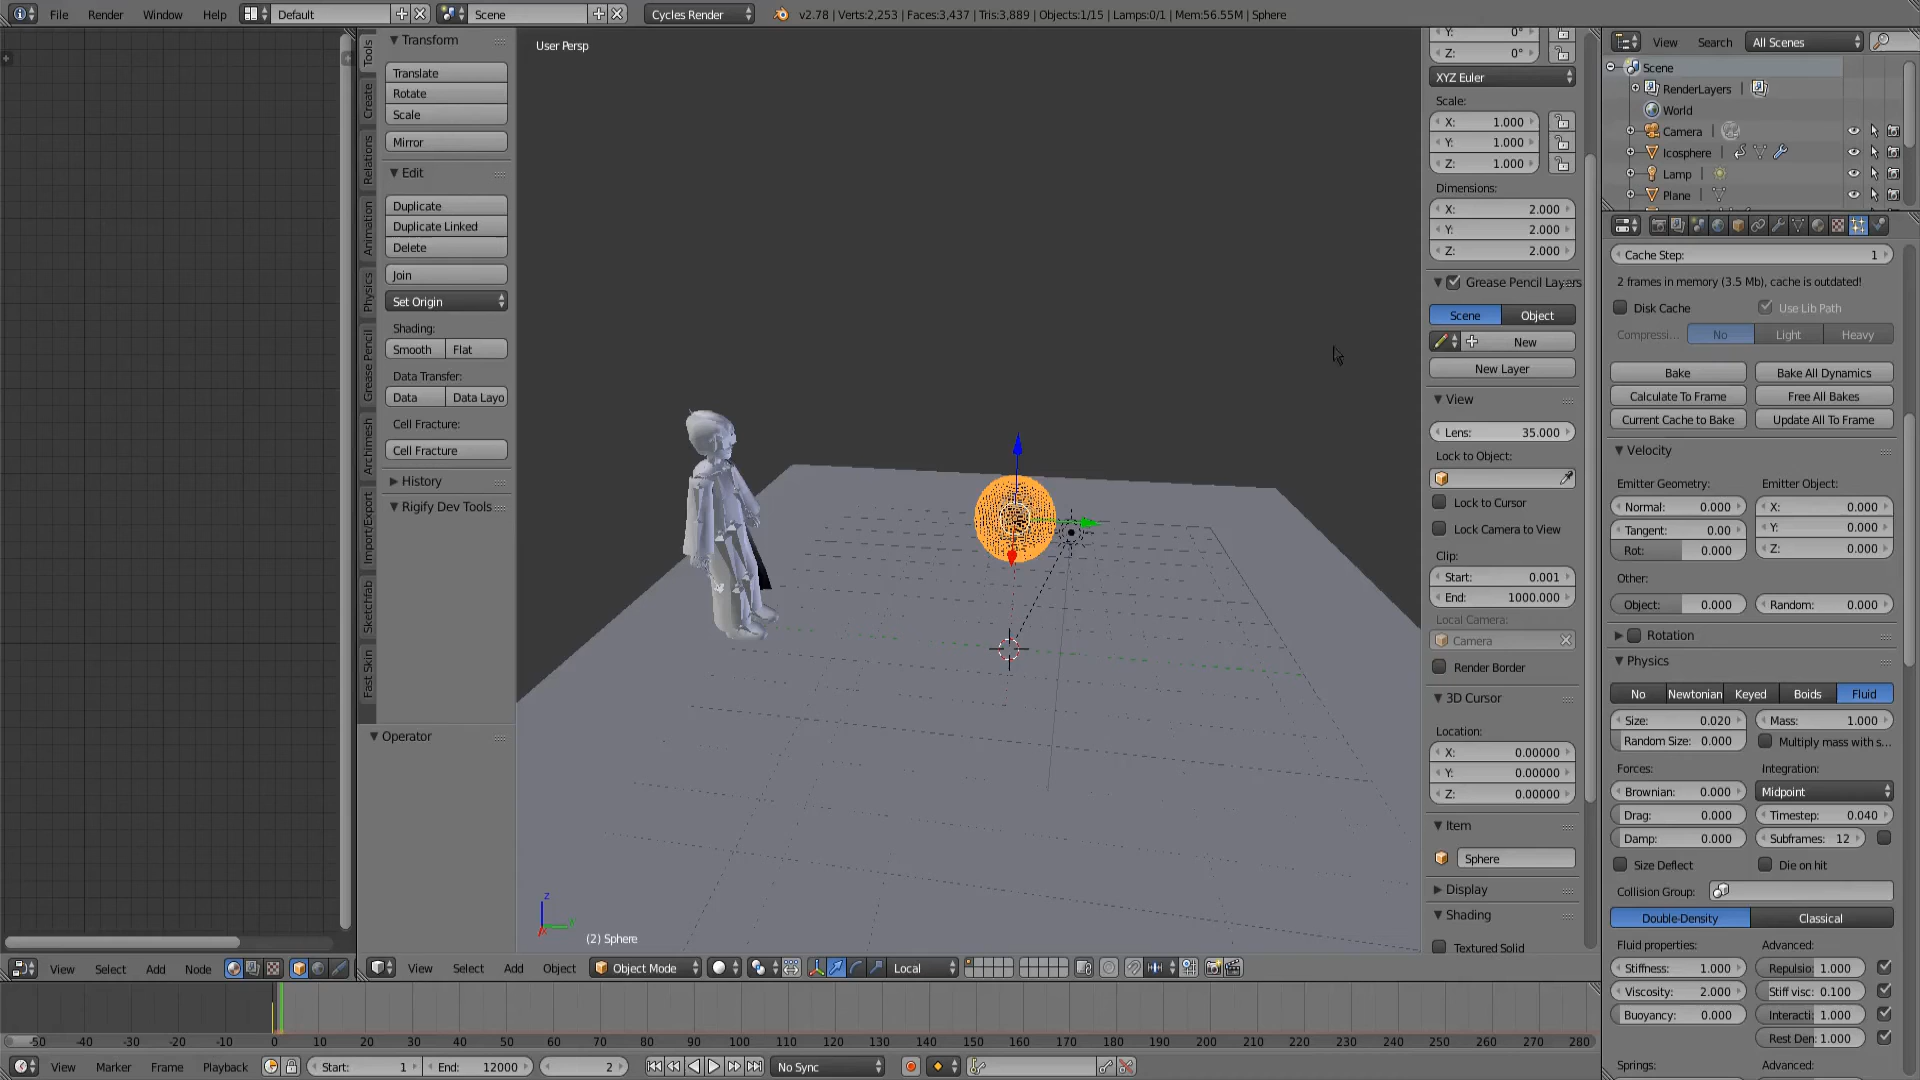 File Render Window Help Default Scene Cycles Render v2.78 | Verts:2,253 | Faces:3,437 | Tris:3,889 | Objects:1/15 | Lamps:0/1 | Mem:56.55M | Sphere
Tools
Create
Relations
Animation
Physics
Grease Pencil
Archimesh
Import/Export
Sketchfab
Fast Skin
Transform
Translate
Rotate
Scale
Mirror
Edit
Duplicate
Duplicate Linked
Delete
Join
Set Origin
Shading:
Smooth Flat
Data Transfer:
Data Data Layo
Cell Fracture:
Cell Fracture
History
Rigify Dev Tools
Operator
User Persp
z
(2) Sphere
Y: 0°
Z: 0°
XYZ Euler
Scale:
X: 1.000
Y: 1.000
Z: 1.000
Dimensions:
X: 2.000
Y: 2.000
Z: 2.000
Grease Pencil Layers
Scene Object
New
New Layer
View
Lens: 35.000
Lock to Object:
Lock to Cursor
Lock Camera to View
Clip:
Start: 0.001
End: 1000.000
Local Camera:
Camera
Render Border
3D Cursor
Location:
X: 0.00000
Y: 0.00000
Z: 0.00000
Item
Sphere
Display
Shading
Textured Solid
View Search All Scenes
Scene
RenderLayers |
World
Camera |
Icosphere |
Lamp |
Plane |
Cache Step: 1
2 frames in memory (3.5 Mb), cache is outdated!
Disk Cache Use Lib Path
Compressi... No Light Heavy
Bake Bake All Dynamics
Calculate To Frame Free All Bakes
Current Cache to Bake Update All To Frame
Velocity
Emitter Geometry: Emitter Object:
Normal: 0.000 X: 0.000
Tangent: 0.00 Y: 0.000
Rot: 0.000 Z: 0.000
Other:
Object: 0.000 Random: 0.000
Rotation
Physics
No Newtonian Keyed Boids Fluid
Size: 0.020 Mass: 1.000
Random Size: 0.000 Multiply mass with s...
Forces: Integration:
Brownian: 0.000 Midpoint
Drag: 0.000 Timestep: 0.040
Damp: 0.000 Subframes: 12
Size Deflect Die on hit
Collision Group:
Double-Density Classical
Fluid properties: Advanced:
Stiffness: 1.000 Repulsio: 1.000
Viscosity: 2.000 Stiff visc: 0.100
Buoyancy: 0.000 Interacti: 1.000
Rest Den: 1.000
Springs: Advanced:
View Select Add Node
View Select Add Object Object Mode Local
-50 -40 -30 -20 -10 0 10 20 30 40 50 60 70 80 90 100 110 120 130 140 150 160 170 180 190 200 210 220 230 240 250 260 270 280
View Marker Frame Playback Start: 1 End: 12000 2 No Sync